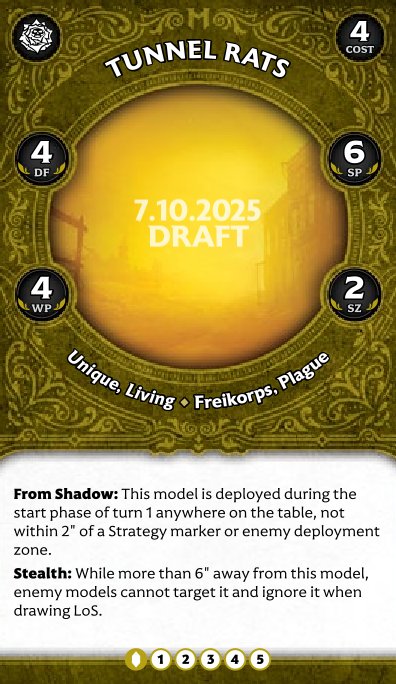 4
COST
TUNNEL RATS
4
DF
6
SP
7.10.2025
DRAFT
4
WP
2
SZ
Unique, Living ⬥ Freikorps, Plague
From Shadow: This model is deployed during the
start phase of turn 1 anywhere on the table, not
within 2" of a Strategy marker or enemy deployment
zone.
Stealth: While more than 6" away from this model,
enemy models cannot target it and ignore it when
drawing LoS.
1 2 3 4 5